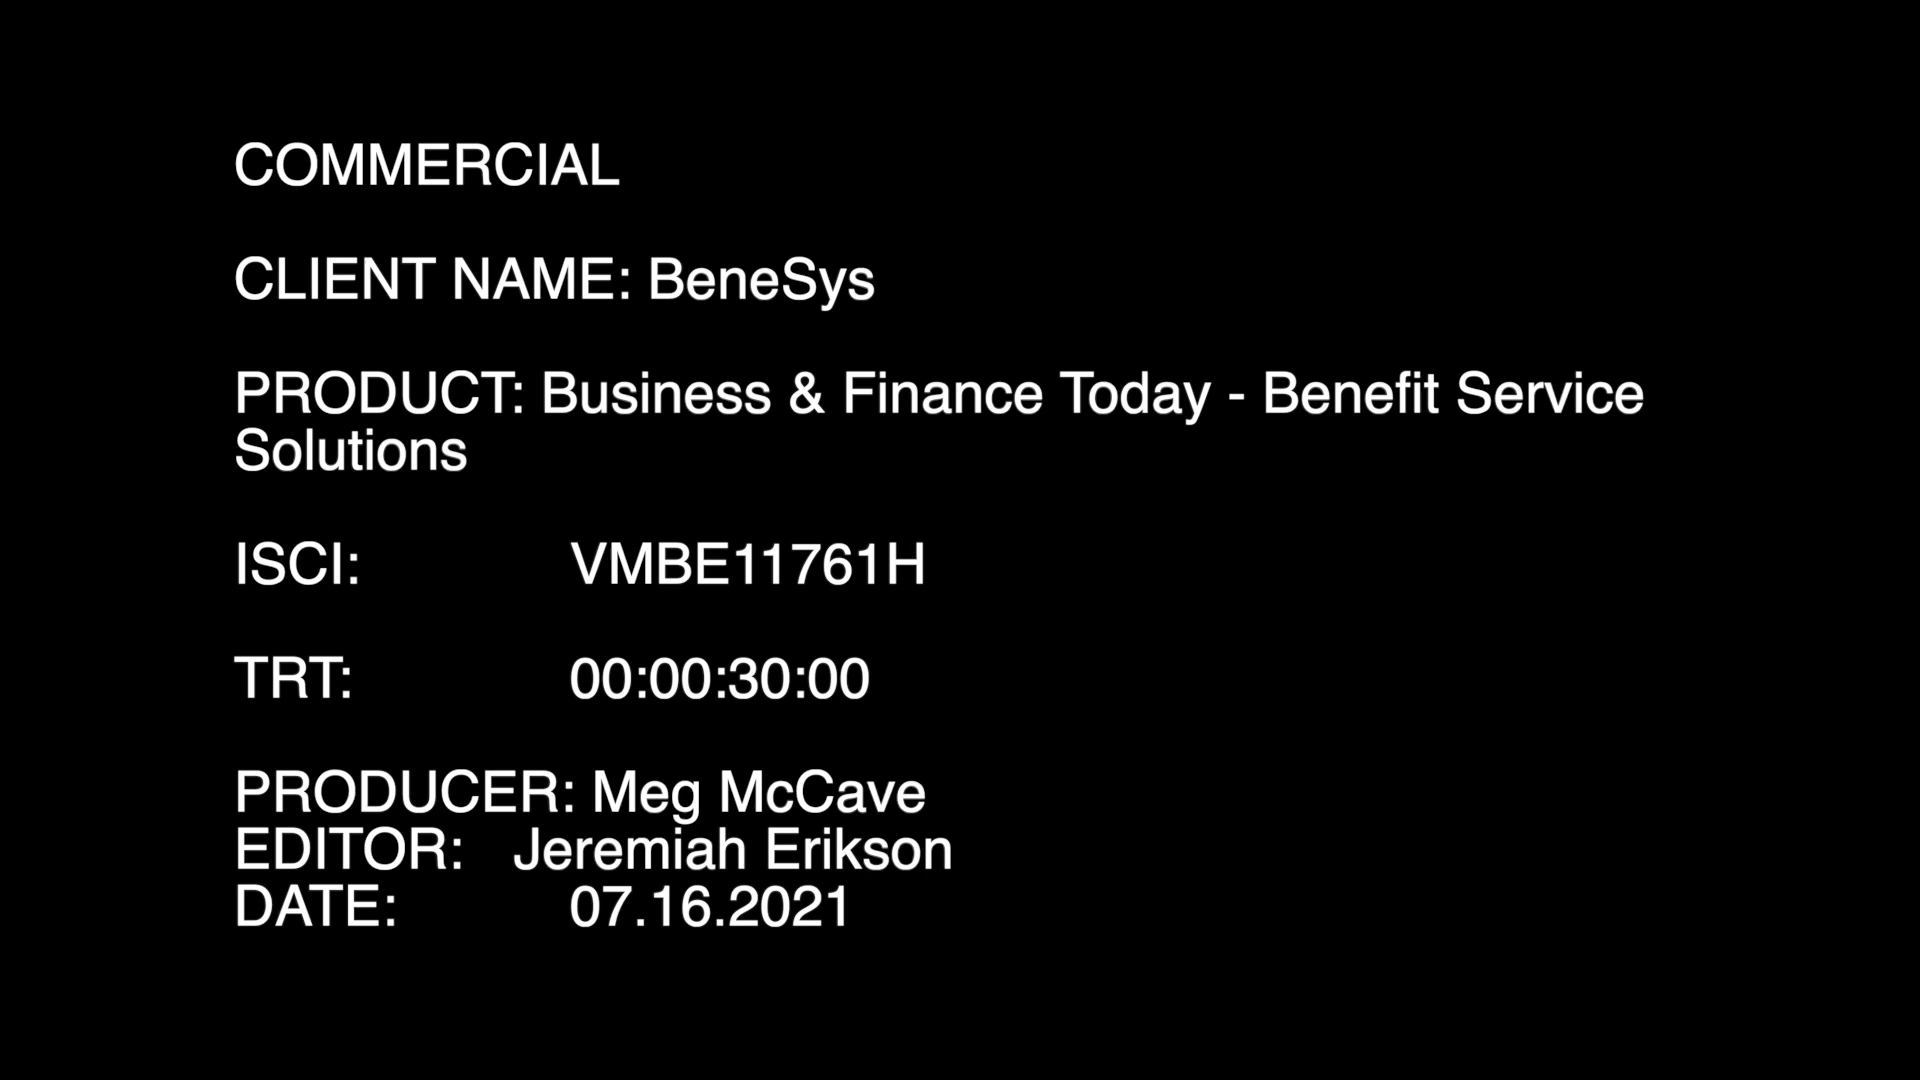 COMMERCIAL
CLIENT NAME: BeneSys
PRODUCT: Business & Finance Today - Benefit Service
Solutions
ISCI: VMBE11761H
TRT: 00:00:30:00
PRODUCER: Meg McCave
EDITOR: Jeremiah Erikson
DATE: 07.16.2021